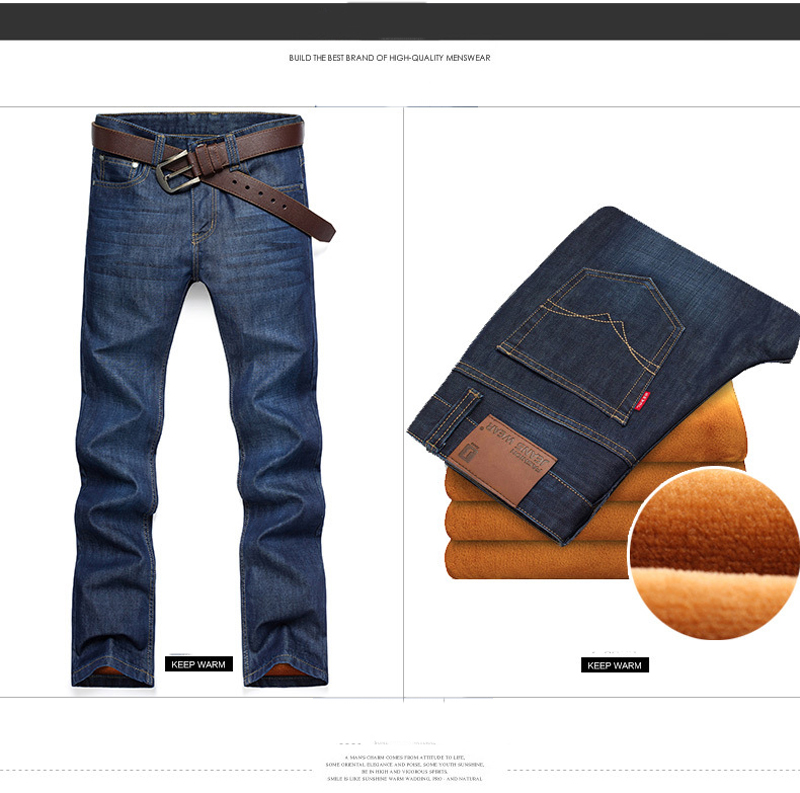 BUILD THE BEST BRAND OF HIGH-QUALITY MENSWEAR
JEANS WEAR
KEEP WARM
KEEP WARM
A MAN'S CHARM COMES FROM ATTITUDE TO LIFE,
SOME ORIENTAL ELEGANCE AND POISE, SOME YOUTH SUNSHINE,
BE IN HIGH AND VIGOROUS SPIRITS.
SMILE IS LIKE SUNSHINE WARM WADDING, PRO AND NATURAL